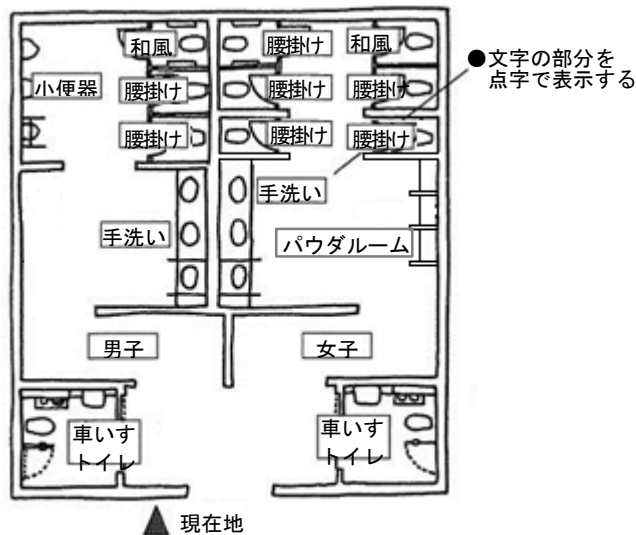 和風
腰掛け
和風
●文字の部分を
点字で表示する
小便器
腰掛け
腰掛け
腰掛け
腰掛け
腰掛け
腰掛け
手洗い
手洗い
パウダルーム
男子
女子
車いす
トイレ
車いす
トイレ
現在地